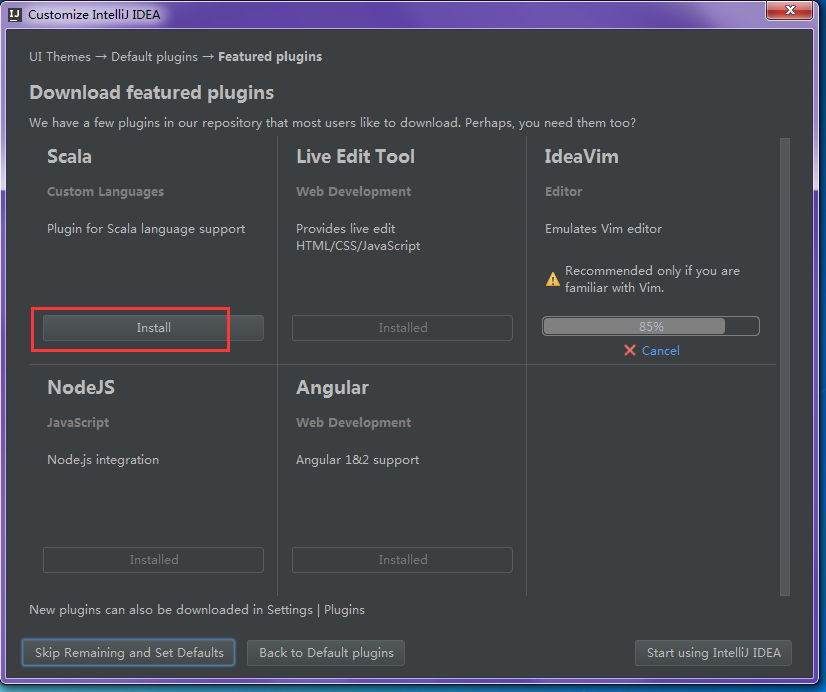 IJ Customize IntelliJ IDEA
UI Themes → Default plugins → Featured plugins
Download featured plugins
We have a few plugins in our repository that most users like to download. Perhaps, you need them too?
Scala
Custom Languages
Plugin for Scala language support
Install
Live Edit Tool
Web Development
Provides live edit
HTML/CSS/JavaScript
Installed
IdeaVim
Editor
Emulates Vim editor
Recommended only if you are
familiar with Vim.
85%
Cancel
NodeJS
JavaScript
Node.js integration
Installed
Angular
Web Development
Angular 1&2 support
Installed
New plugins can also be downloaded in Settings | Plugins
Skip Remaining and Set Defaults
Back to Default plugins
Start using IntelliJ IDEA